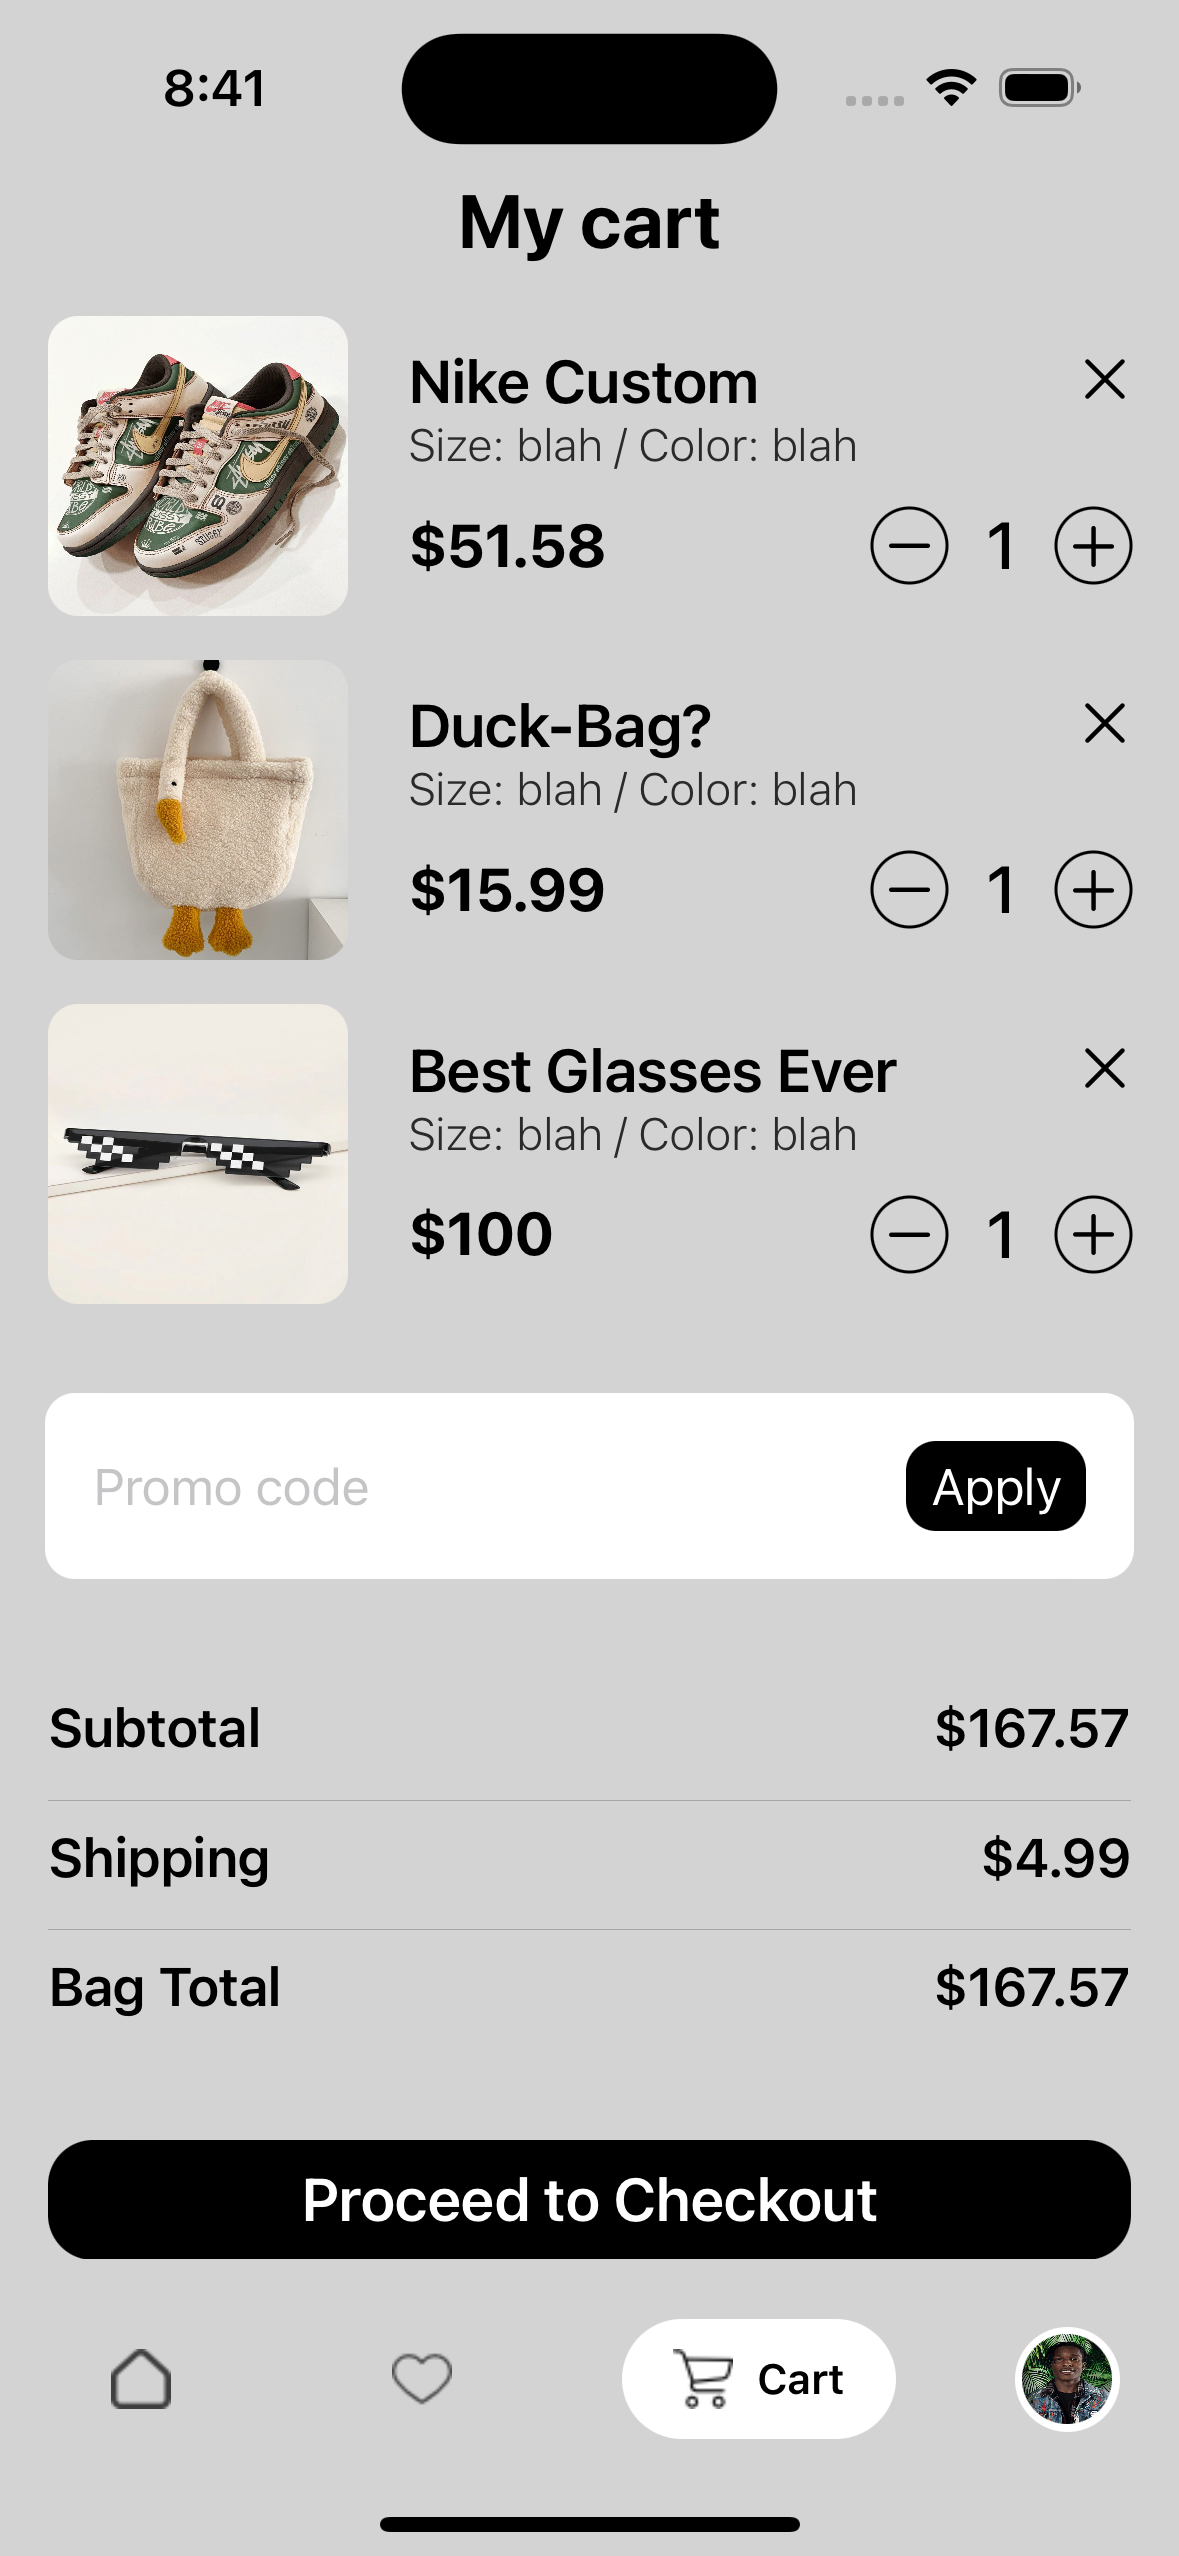 8:41
My cart
Nike Custom
Size: blah / Color: blah
$51.58
1
Duck-Bag?
Size: blah / Color: blah
$15.99
1
Best Glasses Ever
Size: blah / Color: blah
$100
1
Promo code
Apply
Subtotal
$167.57
Shipping
$4.99
Bag Total
$167.57
Proceed to Checkout
Cart